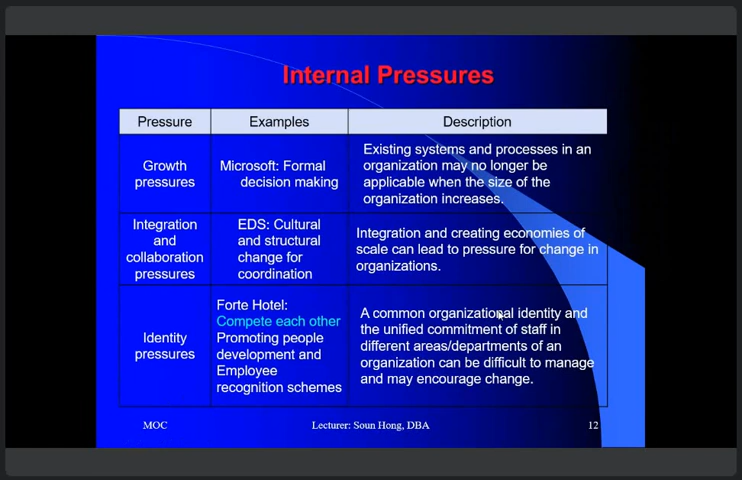 Internal Pressures
Pressure
Examples
Description
Growth
pressures
Microsoft: Formal
decision making
Existing systems and processes in an
organization may no longer be
applicable when the size of the
organization increases.
Integration
and
collaboration
pressures
EDS: Cultural
and structural
change for
coordination
Integration and creating economies of
scale can lead to pressure for change in
organizations.
Identity
pressures
Forte Hotel:
Compete each other
Promoting people
development and
Employee
recognition schemes
A common organizational identity and
the unified commitment of staff in
different areas/departments of an
organization can be difficult to manage
and may encourage change.
MOC
Lecturer: Soun Hong, DBA
12